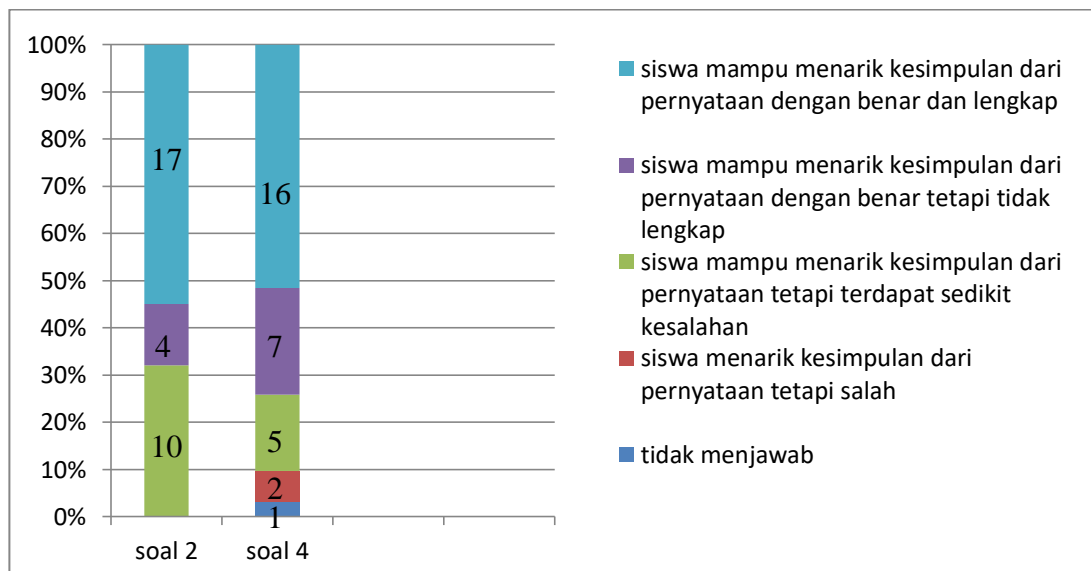 100%
90%
80%
70%
60%
50%
40%
30%
20%
10%
0%
17
4
10
16
7
5
2
1
soal 2
soal 4
siswa mampu menarik kesimpulan dari
pernyataan dengan benar dan lengkap
siswa mampu menarik kesimpulan dari
pernyataan dengan benar tetapi tidak
lengkap
siswa mampu menarik kesimpulan dari
pernyataan tetapi terdapat sedikit
kesalahan
siswa menarik kesimpulan dari
pernyataan tetapi salah
tidak menjawab